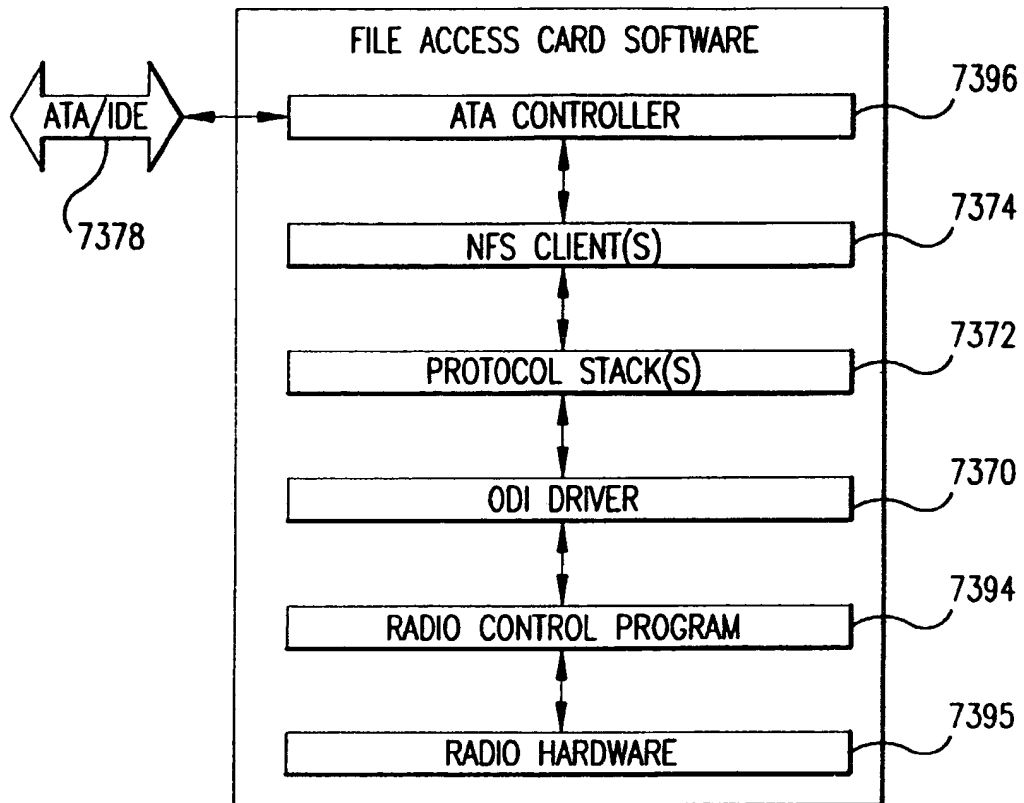 FILE ACCESS CARD SOFTWARE
7396
ATA/IDE
ATA CONTROLLER
7378
7374
NFS CLIENT(S)
7372
PROTOCOL STACK(S)
7370
ODI DRIVER
7394
RADIO CONTROL PROGRAM
7395
RADIO HARDWARE